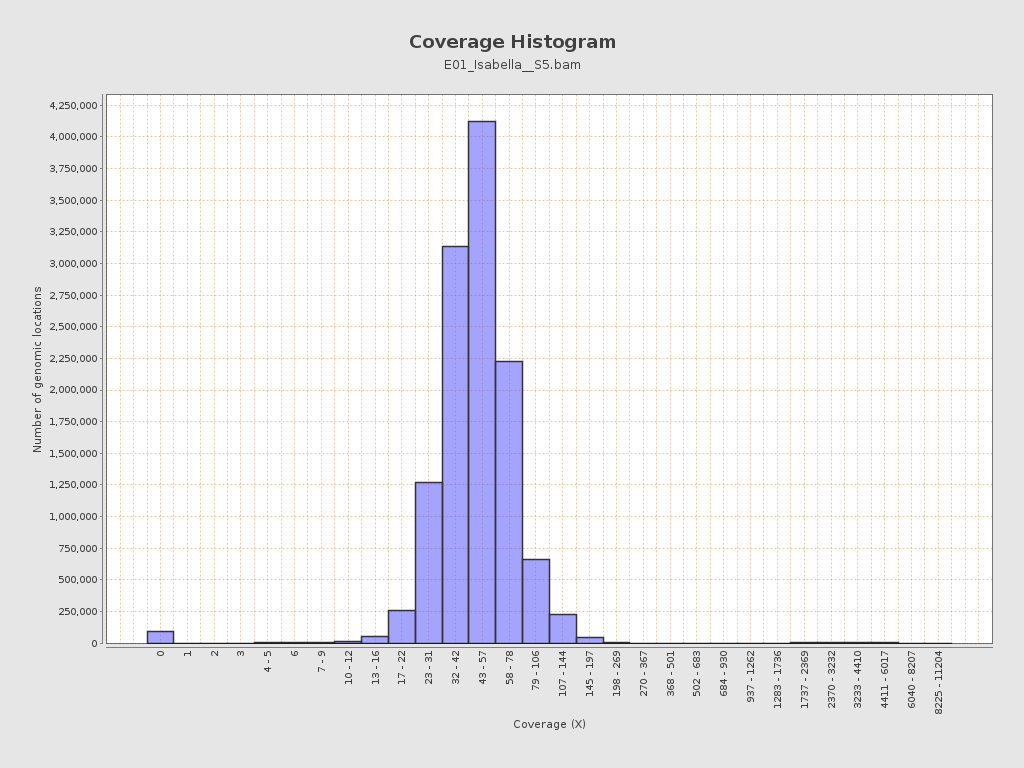 Coverage Histogram
E01_Isabella__S5.bam
Number of genomic locations
4,250,000
4,000,000
3,750,000
3,500,000
3,250,000
3,000,000
2,750,000
2,500,000
2,250,000
2,000,000
1,750,000
1,500,000
1,250,000
1,000,000
750,000
500,000
250,000
0
0
1
2
3
4 - 5
6
7 - 9
10 - 12
13 - 16
17 - 22
23 - 31
32 - 42
43 - 57
58 - 78
79 - 106
107 - 144
145 - 197
198 - 269
270 - 367
368 - 501
502 - 683
684 - 930
937 - 1262
1283 - 1736
1737 - 2369
2370 - 3232
3233 - 4410
4411 - 6017
6040 - 8207
8225 - 11204
Coverage (X)